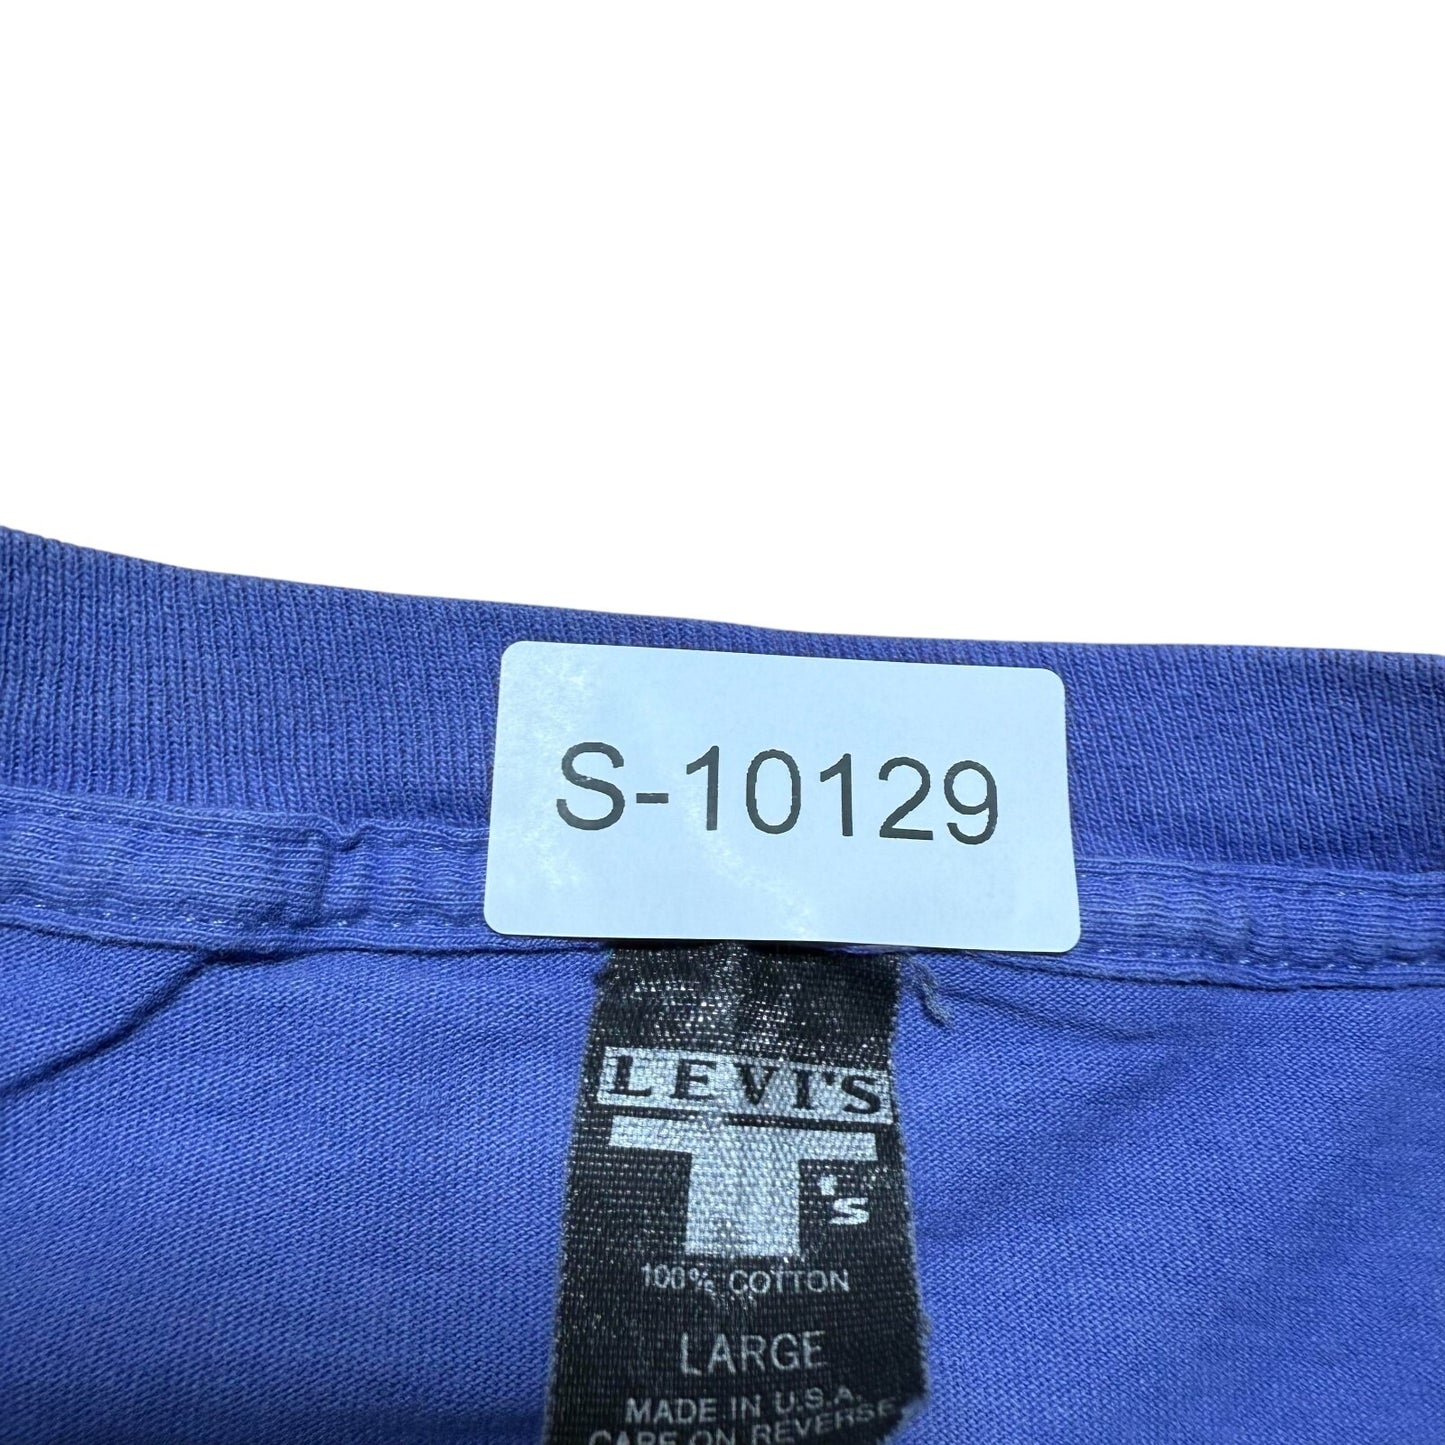 S-10129
LEVI'S
T's
100% COTTON
LARGE
MADE IN U.S.A.
CARE ON REVERSE